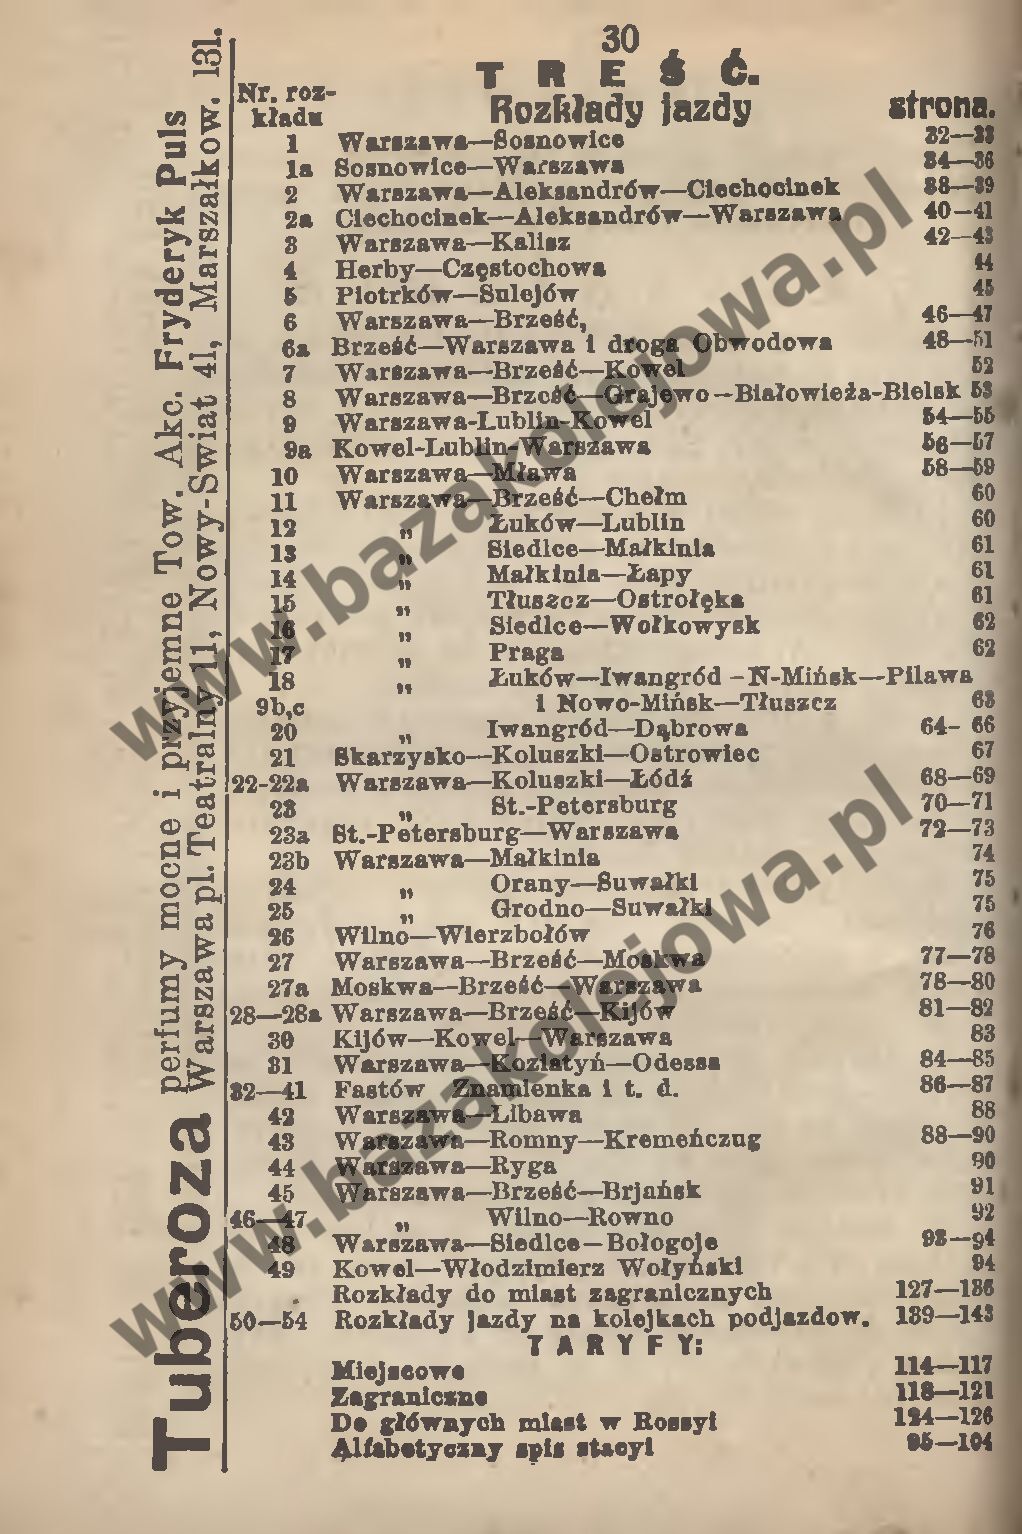 30
TREŚĆ.
Nr. roz-
kładu Rozkłady jazdy strona.
1 Warszawa—Sosnowice 32—33
1a Sosnowice—Warszawa 34—36
2 Warszawa—Aleksandrów—Ciechocinek 38—39
2a Ciechocinek—Aleksandrów—Warszawa 40—41
3 Warszawa—Kalisz 42—43
4 Herby—Częstochowa 44
5 Piotrków—Sulejów 45
6 Warszawa—Brześć, 46—47
6a Brześć—Warszawa i droga Obwodowa 48—51
7 Warszawa—Brześć—Kowel 52
8 Warszawa—Brześć—Grajewo—Białowieża-Bielsk 53
9 Warszawa-Lublin-Kowel 54—55
9a Kowel-Lublin-Warszawa 56—57
10 Warszawa—Mława 58—59
11 Warszawa—Brześć—Chełm 60
12 „ Łuków—Lublin 60
13 „ Siedlce—Małkinia 61
14 „ Małkinia—Łapy 61
15 „ Tłuszcz—Ostrołęka 61
16 „ Siedlce—Wołkowysk 62
17 „ Praga 62
18 „ Łuków—Iwangród—N-Mińsk—Pilawa
9b,c i Nowo-Mińsk—Tłuszcz 63
20 „ Iwangród—Dąbrowa 64- 66
21 Skarzysko—Koluszki—Ostrowiec 67
22-22a Warszawa—Koluszki—Łódź 68—69
23 „ St.-Petersburg 70—71
23a St.-Petersburg—Warszawa 72—73
23b Warszawa—Małkinia 74
24 „ Orany—Suwałki 75
25 „ Grodno—Suwałki 75
26 Wilno—Wierzbołów 76
27 Warszawa—Brześć—Moskwa 77—78
27a Moskwa—Brześć—Warszawa 78—80
28—28a Warszawa—Brześć—Kijów 81—82
30 Kijów—Kowel—Warszawa 83
31 Warszawa—Koziatyń—Odessa 84—85
32—41 Fastów Znamienka i t. d. 86—87
42 Warszawa—Libawa 88
43 Warszawa—Romny—Kremeńczug 88—90
44 Warszawa—Ryga 90
45 Warszawa—Brześć—Brjańsk 91
46—47 „ Wilno—Rowno 92
48 Warszawa—Siedlce—Bołogoje 93—94
49 Kowel—Włodzimierz Wołyński 94
Rozkłady do miast zagranicznych 127—136
50—54 Rozkłady jazdy na kolejkach podjazdow. 139—143
TARYFY:
Miejscowe 114—117
Zagraniczne 118—121
Do głównych miast w Rossyi 124—126
Alfabetyczny spis stacyi 95—104
Tuberoza perfumy mocne i przyjemne Tow. Akc. Fryderyk Puls
Warszawa pl. Teatralny 11, Nowy-Swiat 41, Marszałkow. 131.
www.bazakolejowa.pl
www.bazakolejowa.pl